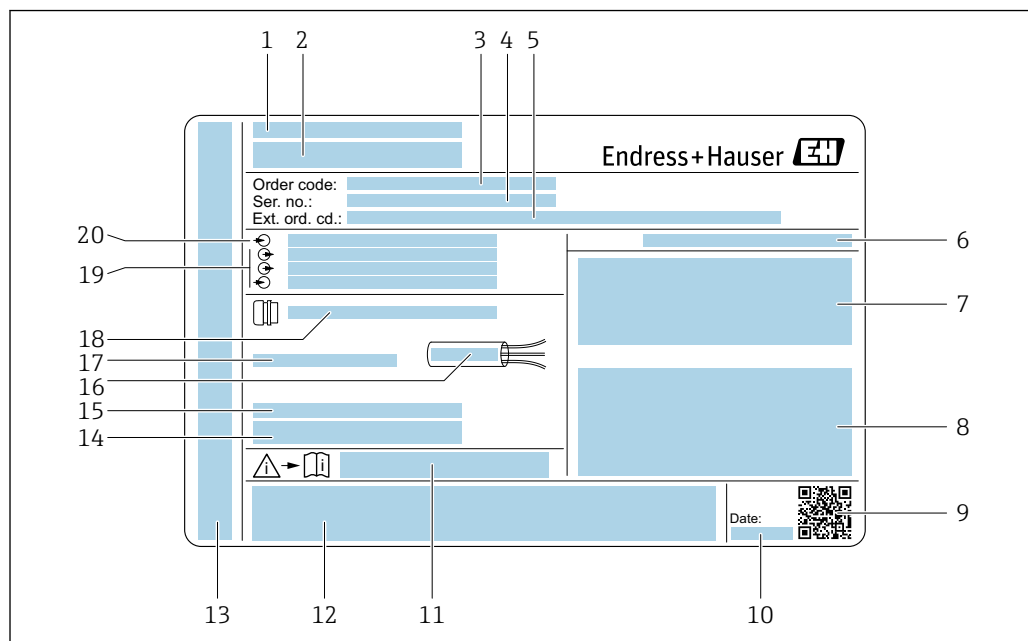 1 2 3 4 5
Endress+Hauser EH
Order code:
Ser. no.:
Ext. ord. cd.:
20
19
6
7
18
17
16
15
14
8
i i
9
Date:
13 12 11 10